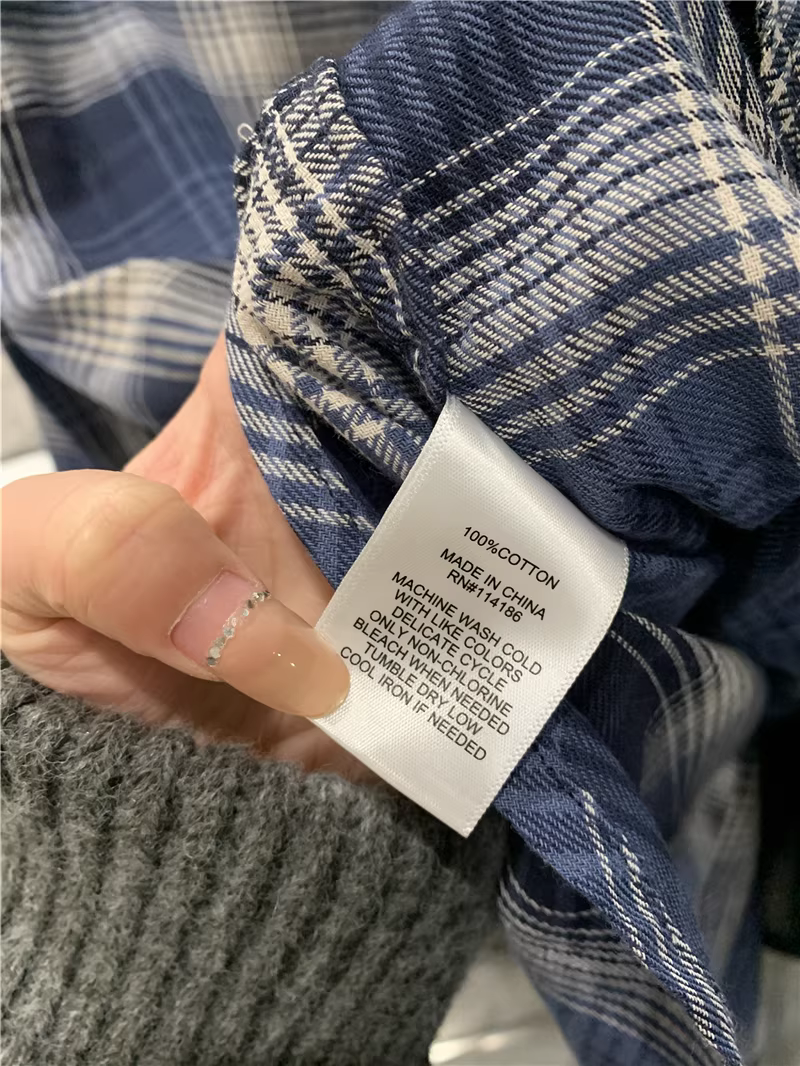 100%COTTON
MADE IN CHINA
RN#114186
MACHINE WASH COLD
WITH LIKE COLORS
DELICATE CYCLE
ONLY NON-CHLORINE
BLEACH WHEN NEEDED
TUMBLE DRY LOW
COOL IRON IF NEEDED